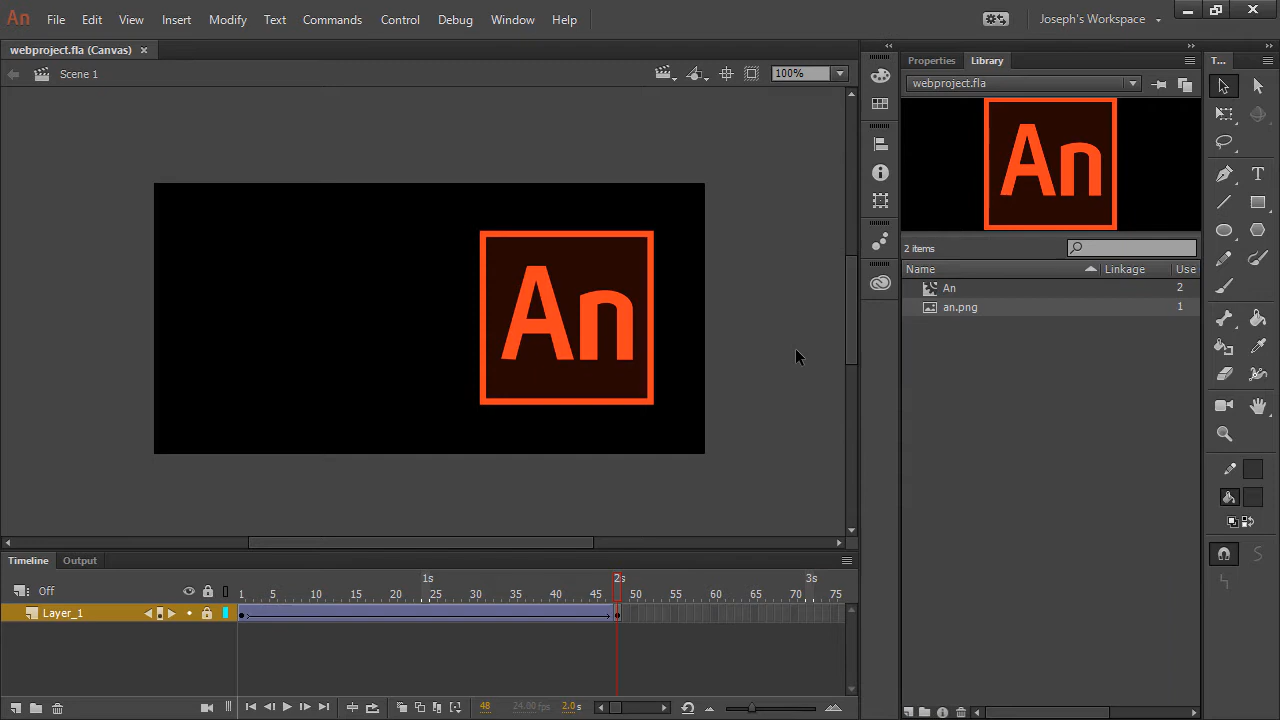 An File Edit View Insert Modify Text Commands Control Debug Window Help Joseph's Workspace
webproject.fla (Canvas)
Scene 1 100%
Properties Library T...
webproject.fla
An
An
2 items
Name Linkage Use
An 2
an.png 1
Timeline Output
1s 2s 3s
Off 1 5 10 15 20 25 30 35 40 45 50 55 60 65 70 75
Layer_1
48 24.00 fps 2.0 s